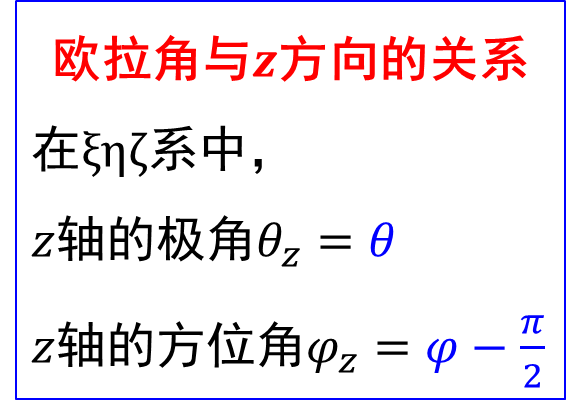 欧拉角与z方向的关系
在ξηζ系中，
z轴的极角θ_z = θ
z轴的方位角φ_z = φ − π/2